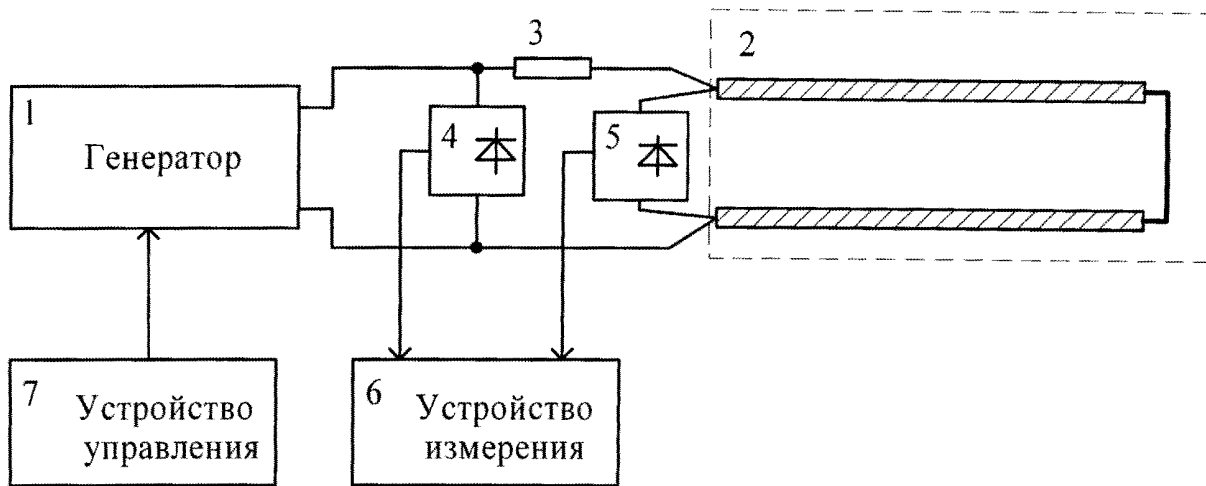 3
2
1
Генератор
4
5
7
Устройство
управления
6
Устройство
измерения